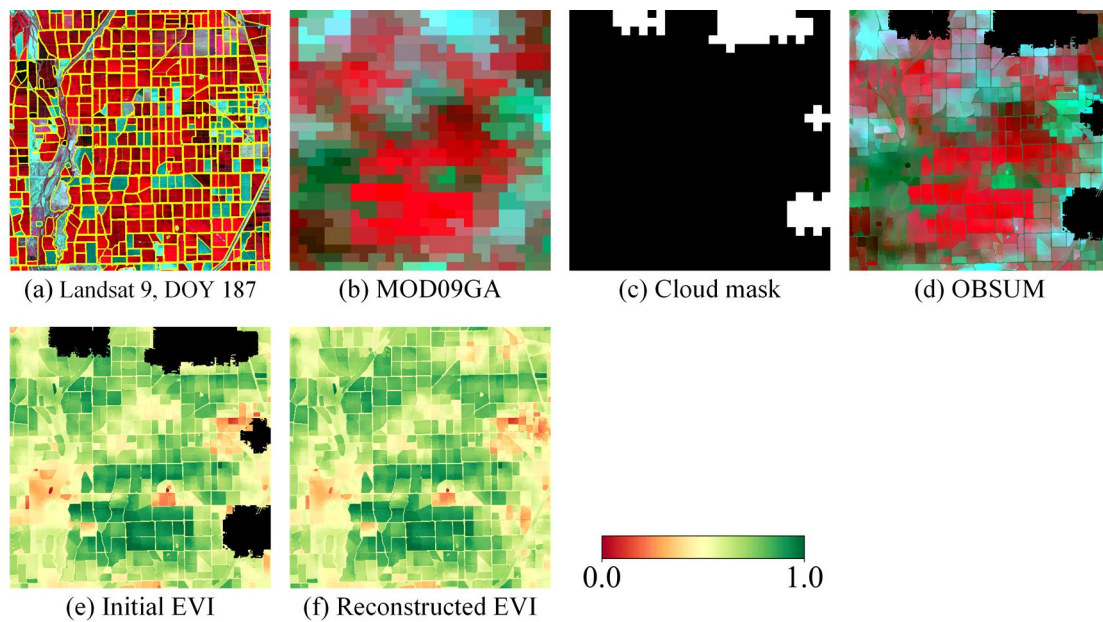 (a) Landsat 9, DOY 187
(b) MOD09GA
(c) Cloud mask
(d) OBSUM
(e) Initial EVI
(f) Reconstructed EVI
0.0
1.0